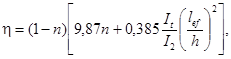 η = (1–n)[9,87n + 0,385 I_t/I_2 (l_ef/h)^2],